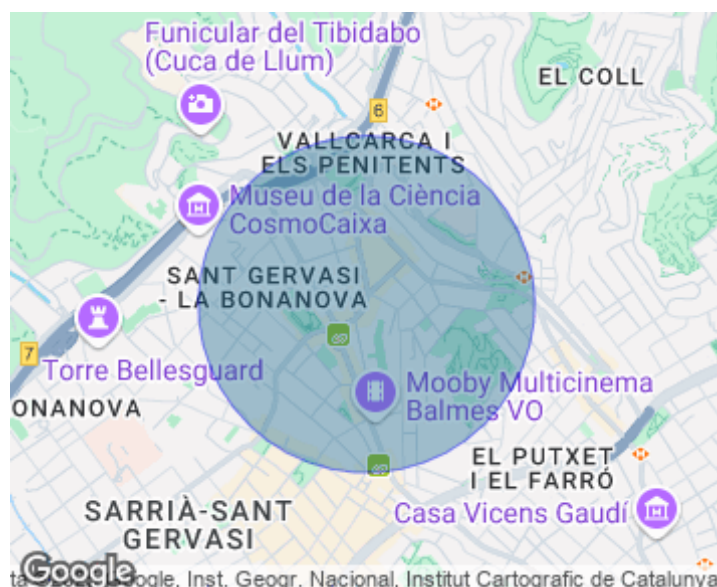 Funicular del Tibidabo
(Cuca de Llum)
EL COLL
6
VALLCARCA I
ELS PENITENTS
Museu de la Ciència
CosmoCaixa
SANT GERVASI
- LA BONANOVA
7
Torre Bellesguard
Mooby Multicinema
Balmes VO
ONANOVA
EL PUTXET
I EL FARRÓ
SARRIÀ-SANT
GERVASI
Casa Vicens Gaudí
Google
ogle, Inst. Geogr. Nacional, Institut Cartogràfic de Catalunya